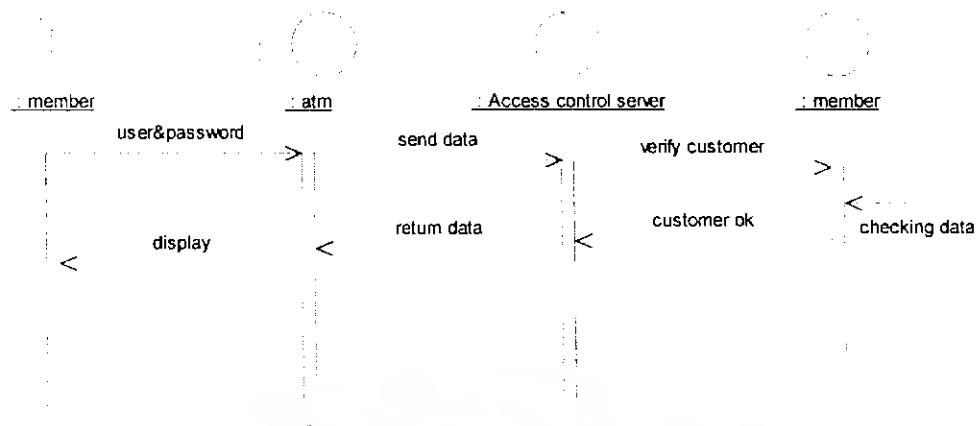 : member
: atm
: Access control server
: member
user&password
send data
verify customer
display
return data
customer ok
checking data